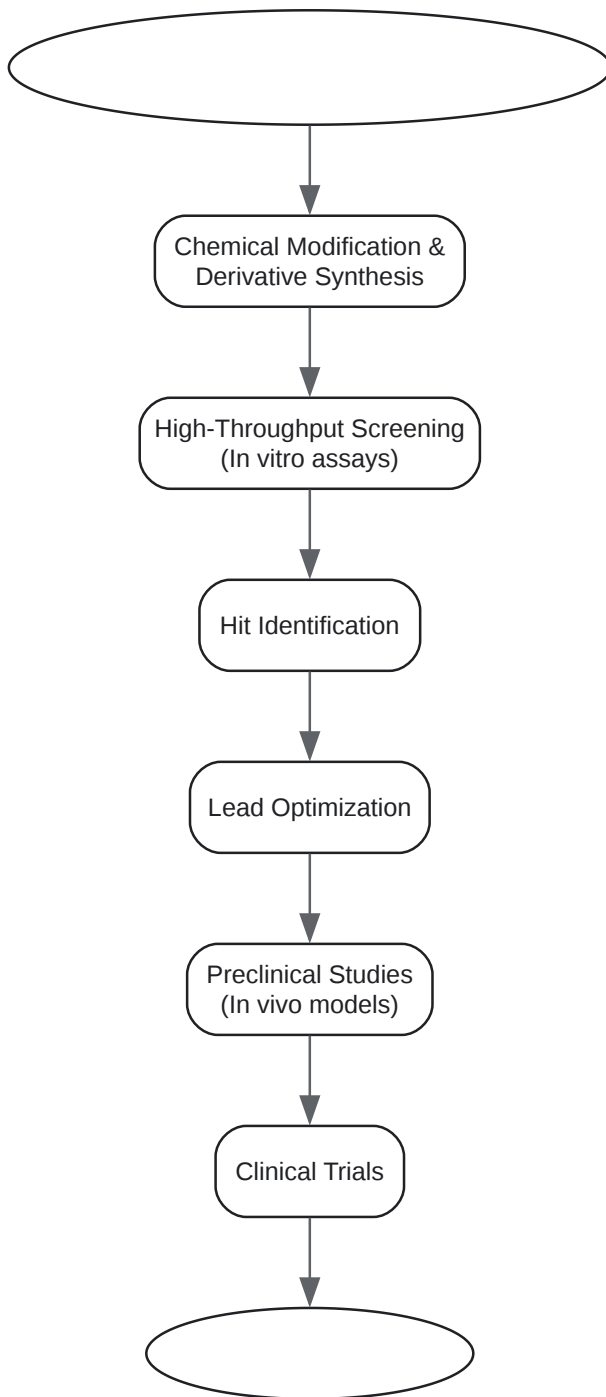 Chemical Modification &
Derivative Synthesis
High-Throughput Screening
(In vitro assays)
Hit Identification
Lead Optimization
Preclinical Studies
(In vivo models)
Clinical Trials